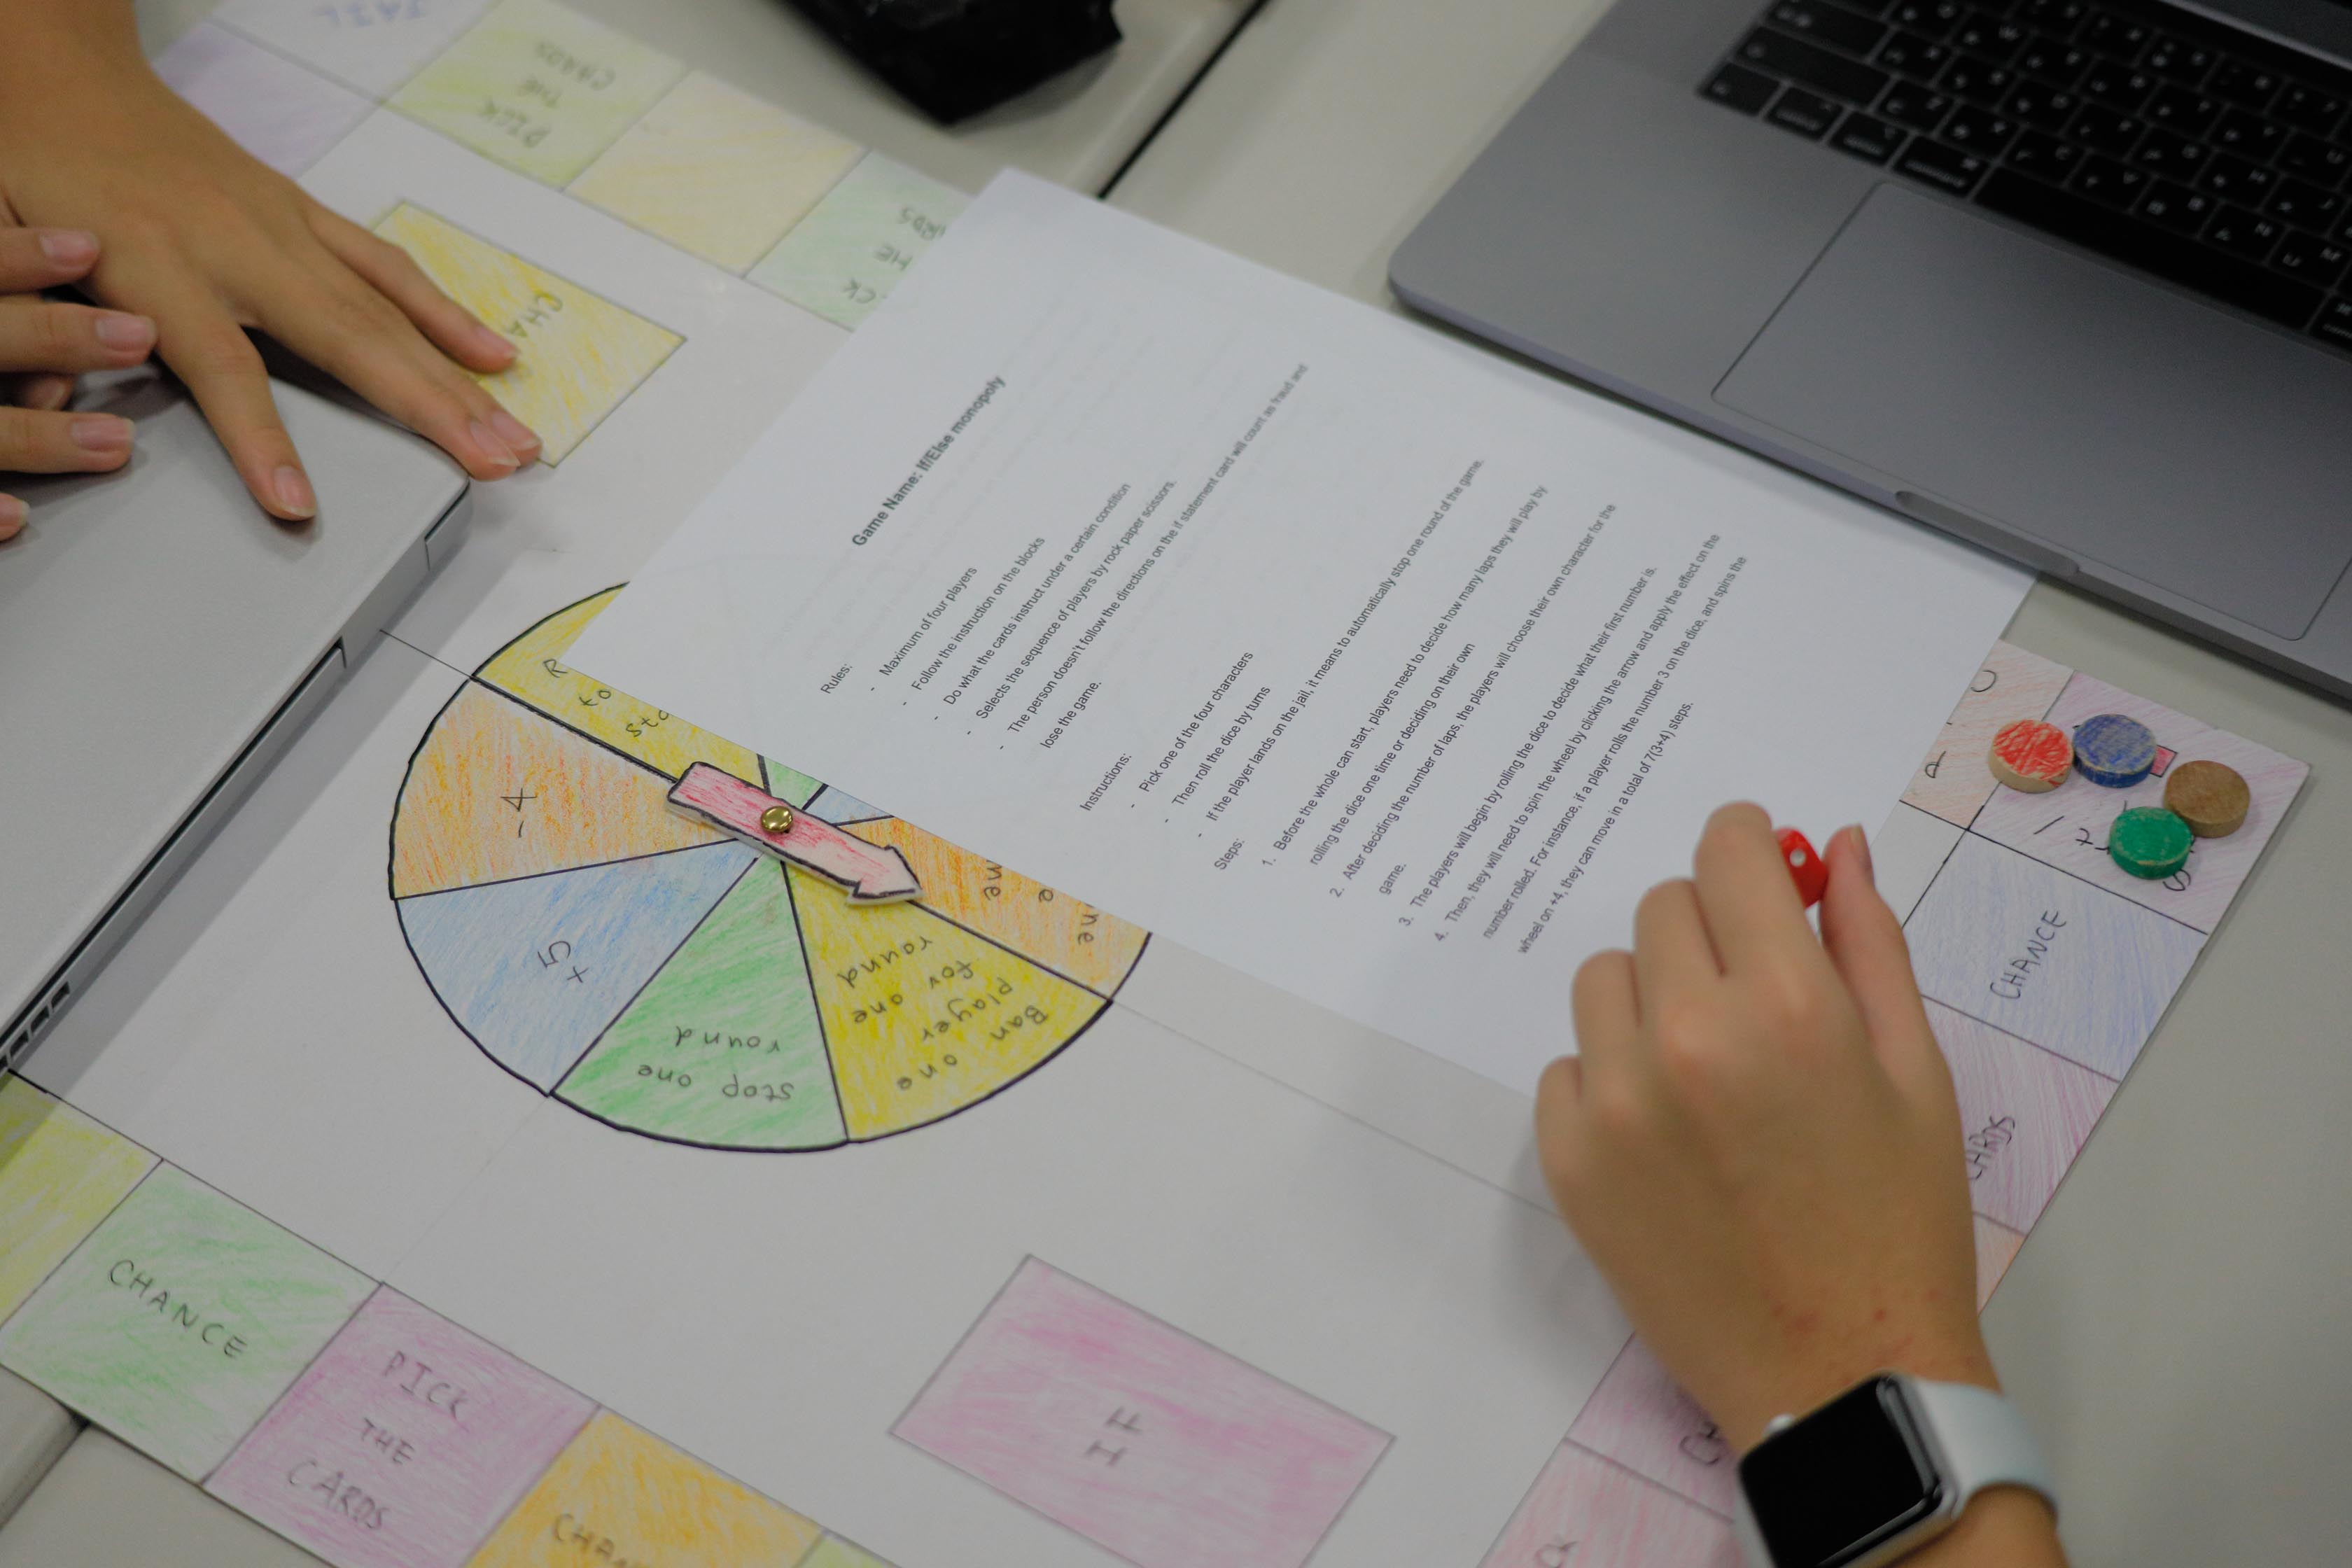 Game Name: If/Else monopoly
Rules:
- Maximum of four players
- Follow the instruction on the blocks
- Do what the cards instruct under a certain condition
- Selects the sequence of players by rock paper scissors.
- The person doesn't follow the directions on the if statement card will count as fraud and
lose the game.
Instructions:
- Pick one of the four characters
- Then roll the dice by turns
- If the player lands on the jail, it means to automatically stop one round of the game.
Steps:
1. Before the whole can start, players need to decide how many laps they will play by
rolling the dice one time or deciding on their own
2. After deciding the number of laps, the players will choose their own character for the
game.
3. The players will begin by rolling the dice to decide what their first number is.
4. Then, they will need to spin the wheel by clicking the arrow and apply the effect on the
number rolled. For instance, if a player rolls the number 3 on the dice, and spins the
wheel on +4, they can move in a total of 7(3+4) steps.
JAIL
PICK
THE
CARDS
CHA
ARDS
HE
CK
R
to
sta
-4
+5
stop one
round
Ban one
player
for one
round
ne
e
ne
CHANCE
CARDS
CHANCE
PICK
THE
CARDS
CHAN
IF